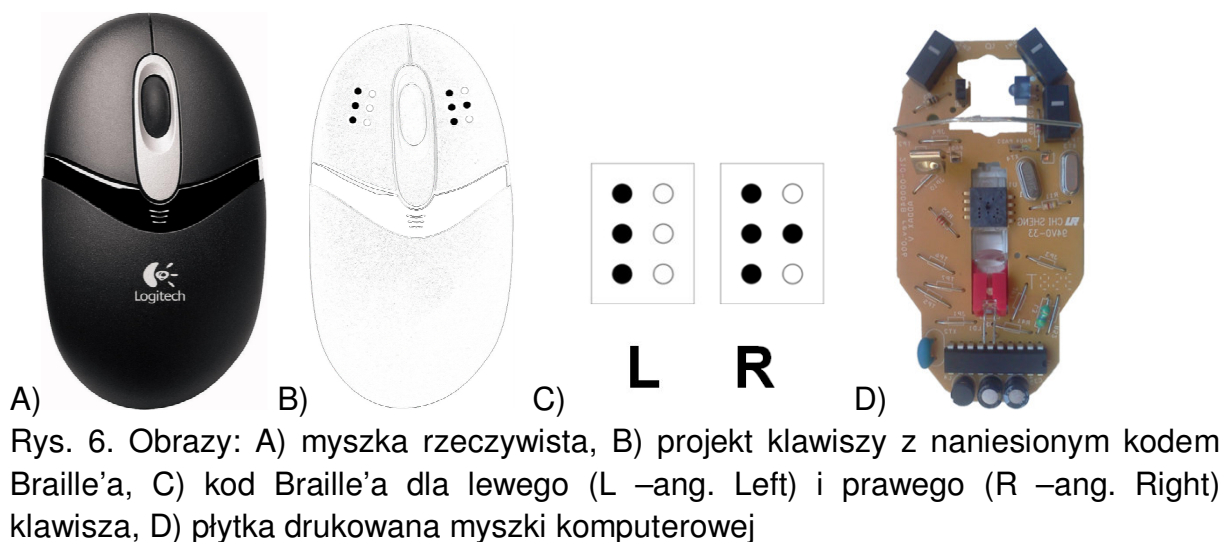 Logitech
L R
A) B) C) D)
Rys. 6. Obrazy: A) myszka rzeczywista, B) projekt klawiszy z naniesionym kodem
Braille'a, C) kod Braille'a dla lewego (L –ang. Left) i prawego (R –ang. Right)
klawisza, D) płytka drukowana myszki komputerowej